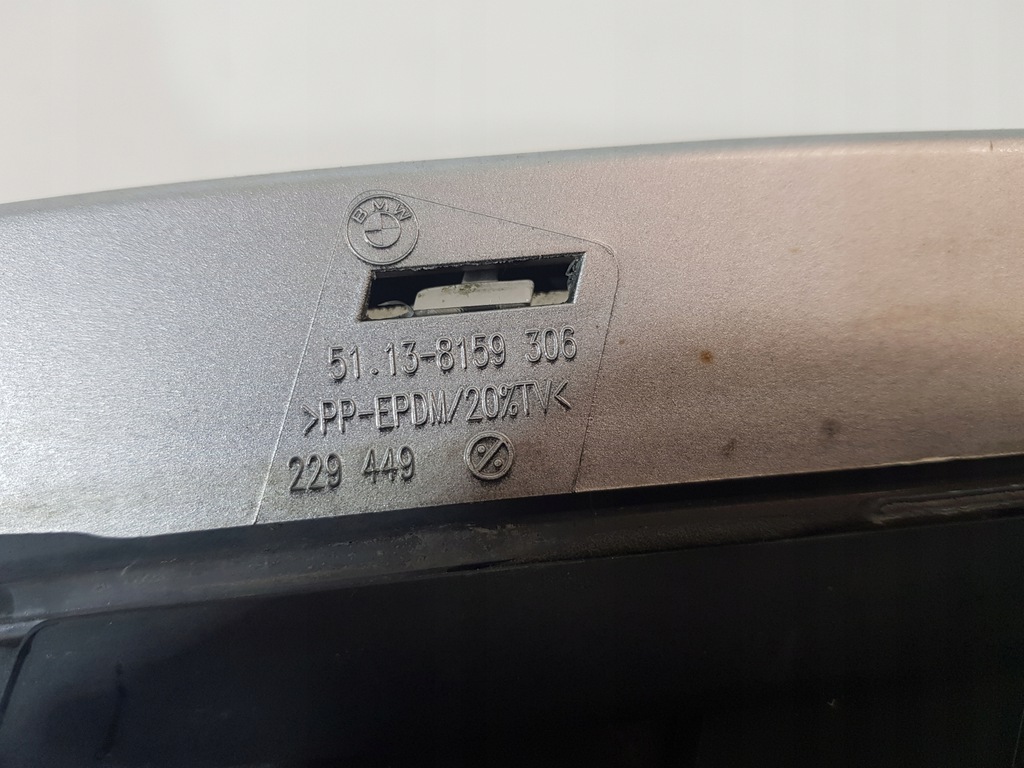 BMW
51.13-8159 306
>PP-EPDM/20%TV<
229 449